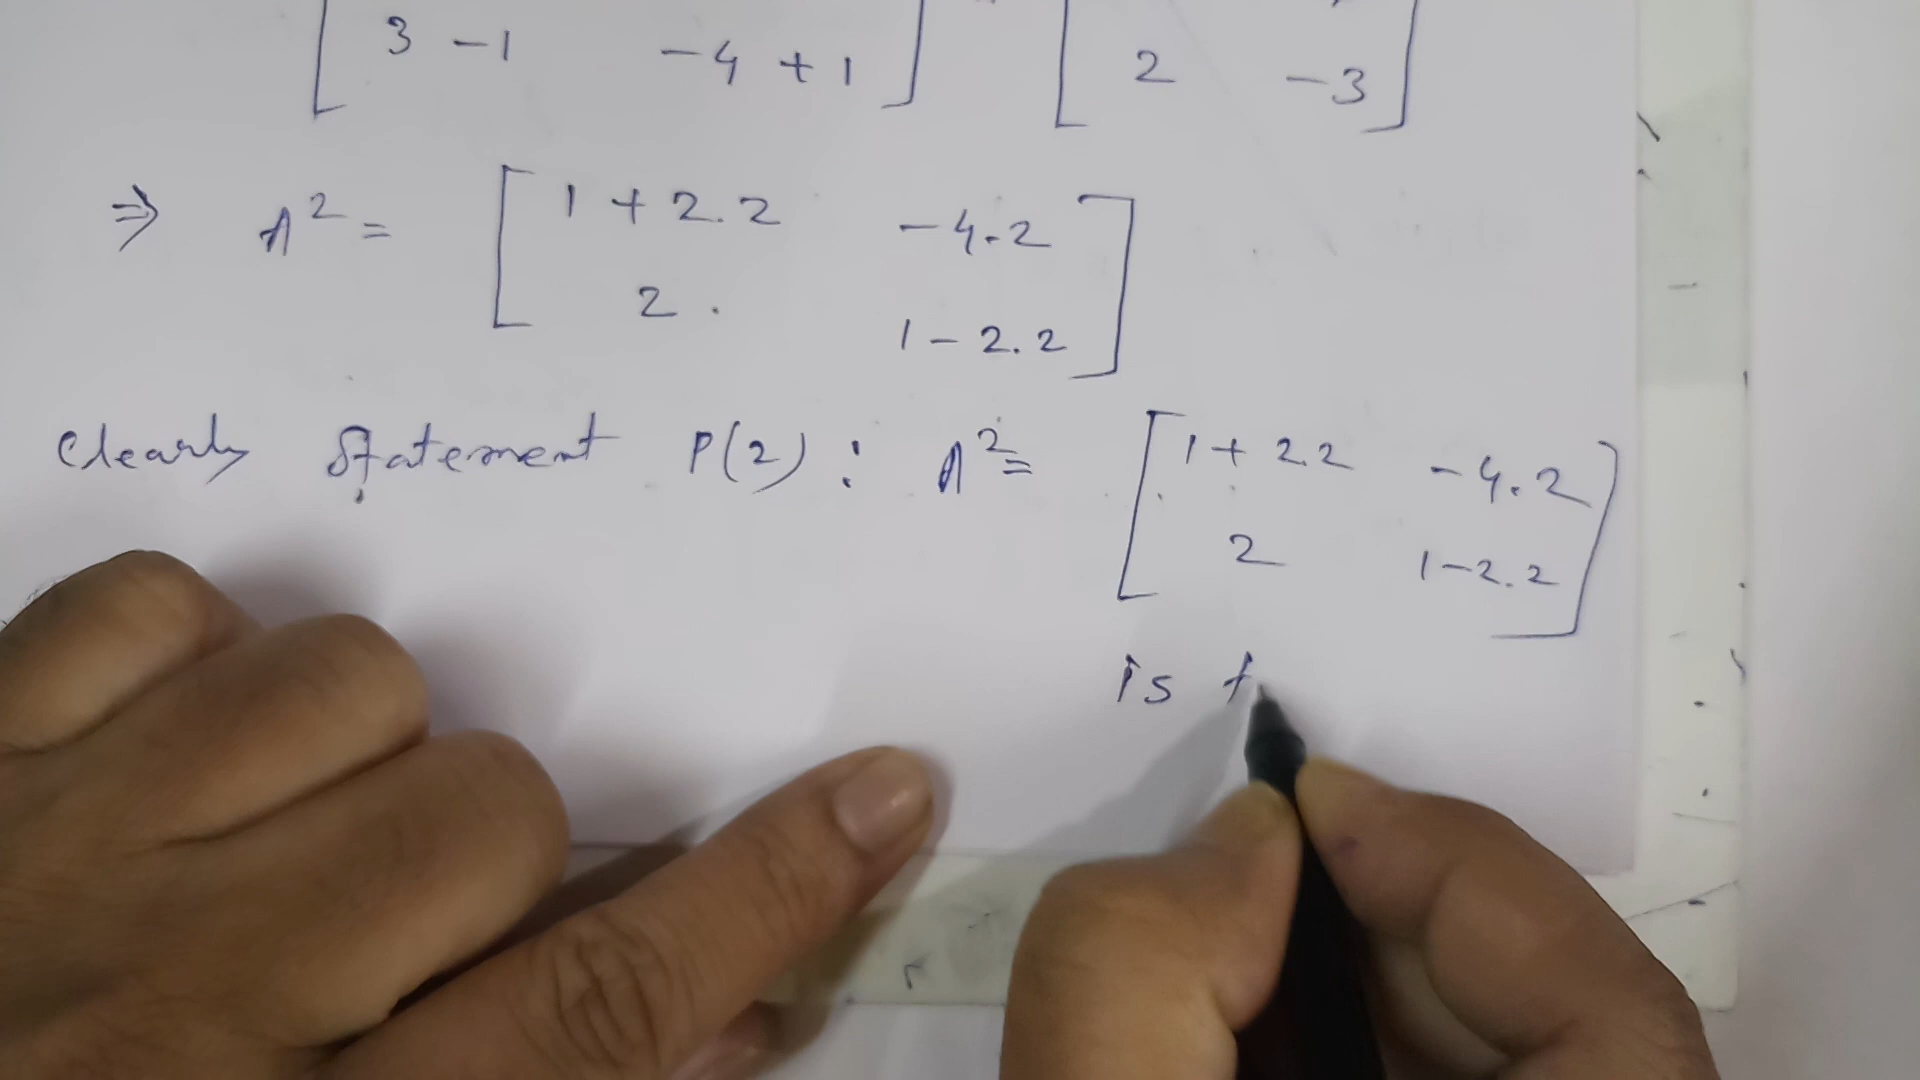 3 - 1 -4 + 1 2 -3
⇒ A² = [ 1 + 2.2 -4.2
2 . 1 - 2.2 ]
Clearly Statement P(2) : A² = [ 1 + 2.2 -4.2
2 1-2.2 ]
is t